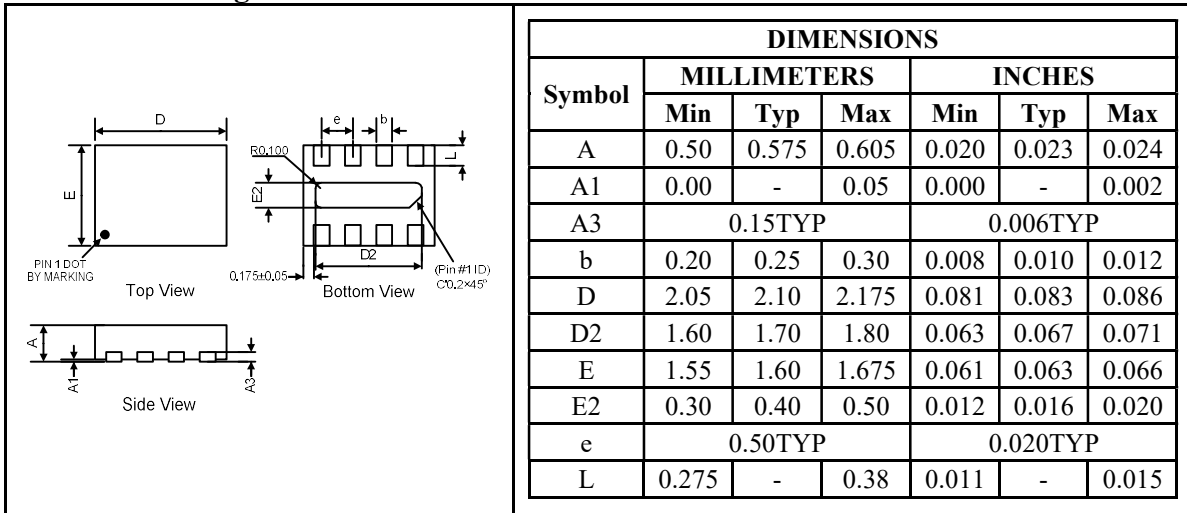 D
E
PIN 1 DOT
BY MARKING
Top View
e
b
L
R0.100
E2
D2
0.175±0.05
(Pin #1 ID)
C'0.2×45°
Bottom View
A
A1
A3
Side View
DIMENSIONS
Symbol MILLIMETERS INCHES
Min Typ Max Min Typ Max
A 0.50 0.575 0.605 0.020 0.023 0.024
A1 0.00 - 0.05 0.000 - 0.002
A3 0.15TYP 0.006TYP
b 0.20 0.25 0.30 0.008 0.010 0.012
D 2.05 2.10 2.175 0.081 0.083 0.086
D2 1.60 1.70 1.80 0.063 0.067 0.071
E 1.55 1.60 1.675 0.061 0.063 0.066
E2 0.30 0.40 0.50 0.012 0.016 0.020
e 0.50TYP 0.020TYP
L 0.275 - 0.38 0.011 - 0.015